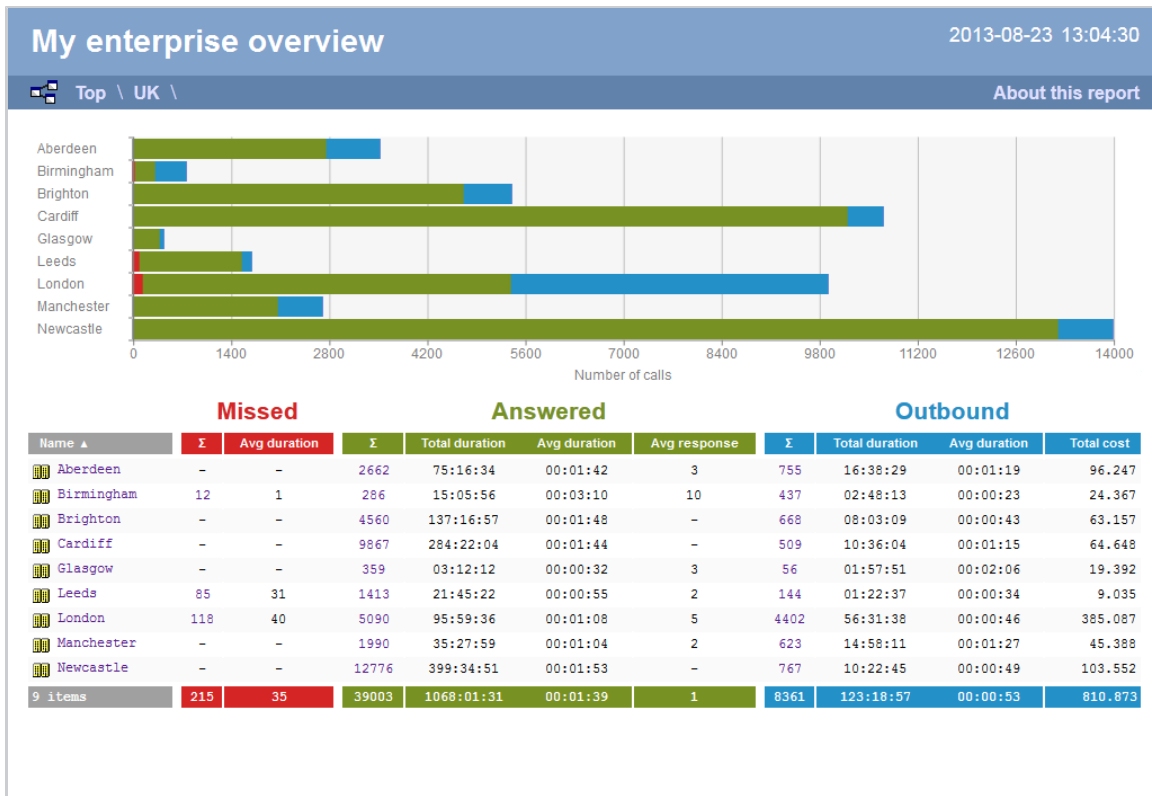 My enterprise overview 2013-08-23 13:04:30
Top \ UK \ About this report
Aberdeen
Birmingham
Brighton
Cardiff
Glasgow
Leeds
London
Manchester
Newcastle
0 1400 2800 4200 5600 7000 8400 9800 11200 12600 14000
Number of calls
Missed Answered Outbound
Name ▲ Σ Avg duration Σ Total duration Avg duration Avg response Σ Total duration Avg duration Total cost
Aberdeen - - 2662 75:16:34 00:01:42 3 755 16:38:29 00:01:19 96.247
Birmingham 12 1 286 15:05:56 00:03:10 10 437 02:48:13 00:00:23 24.367
Brighton - - 4560 137:16:57 00:01:48 - 668 08:03:09 00:00:43 63.157
Cardiff - - 9867 284:22:04 00:01:44 - 509 10:36:04 00:01:15 64.648
Glasgow - - 359 03:12:12 00:00:32 3 56 01:57:51 00:02:06 19.392
Leeds 85 31 1413 21:45:22 00:00:55 2 144 01:22:37 00:00:34 9.035
London 118 40 5090 95:59:36 00:01:08 5 4402 56:31:38 00:00:46 385.087
Manchester - - 1990 35:27:59 00:01:04 2 623 14:58:11 00:01:27 45.388
Newcastle - - 12776 399:34:51 00:01:53 - 767 10:22:45 00:00:49 103.552
9 items 215 35 39003 1068:01:31 00:01:39 1 8361 123:18:57 00:00:53 810.873